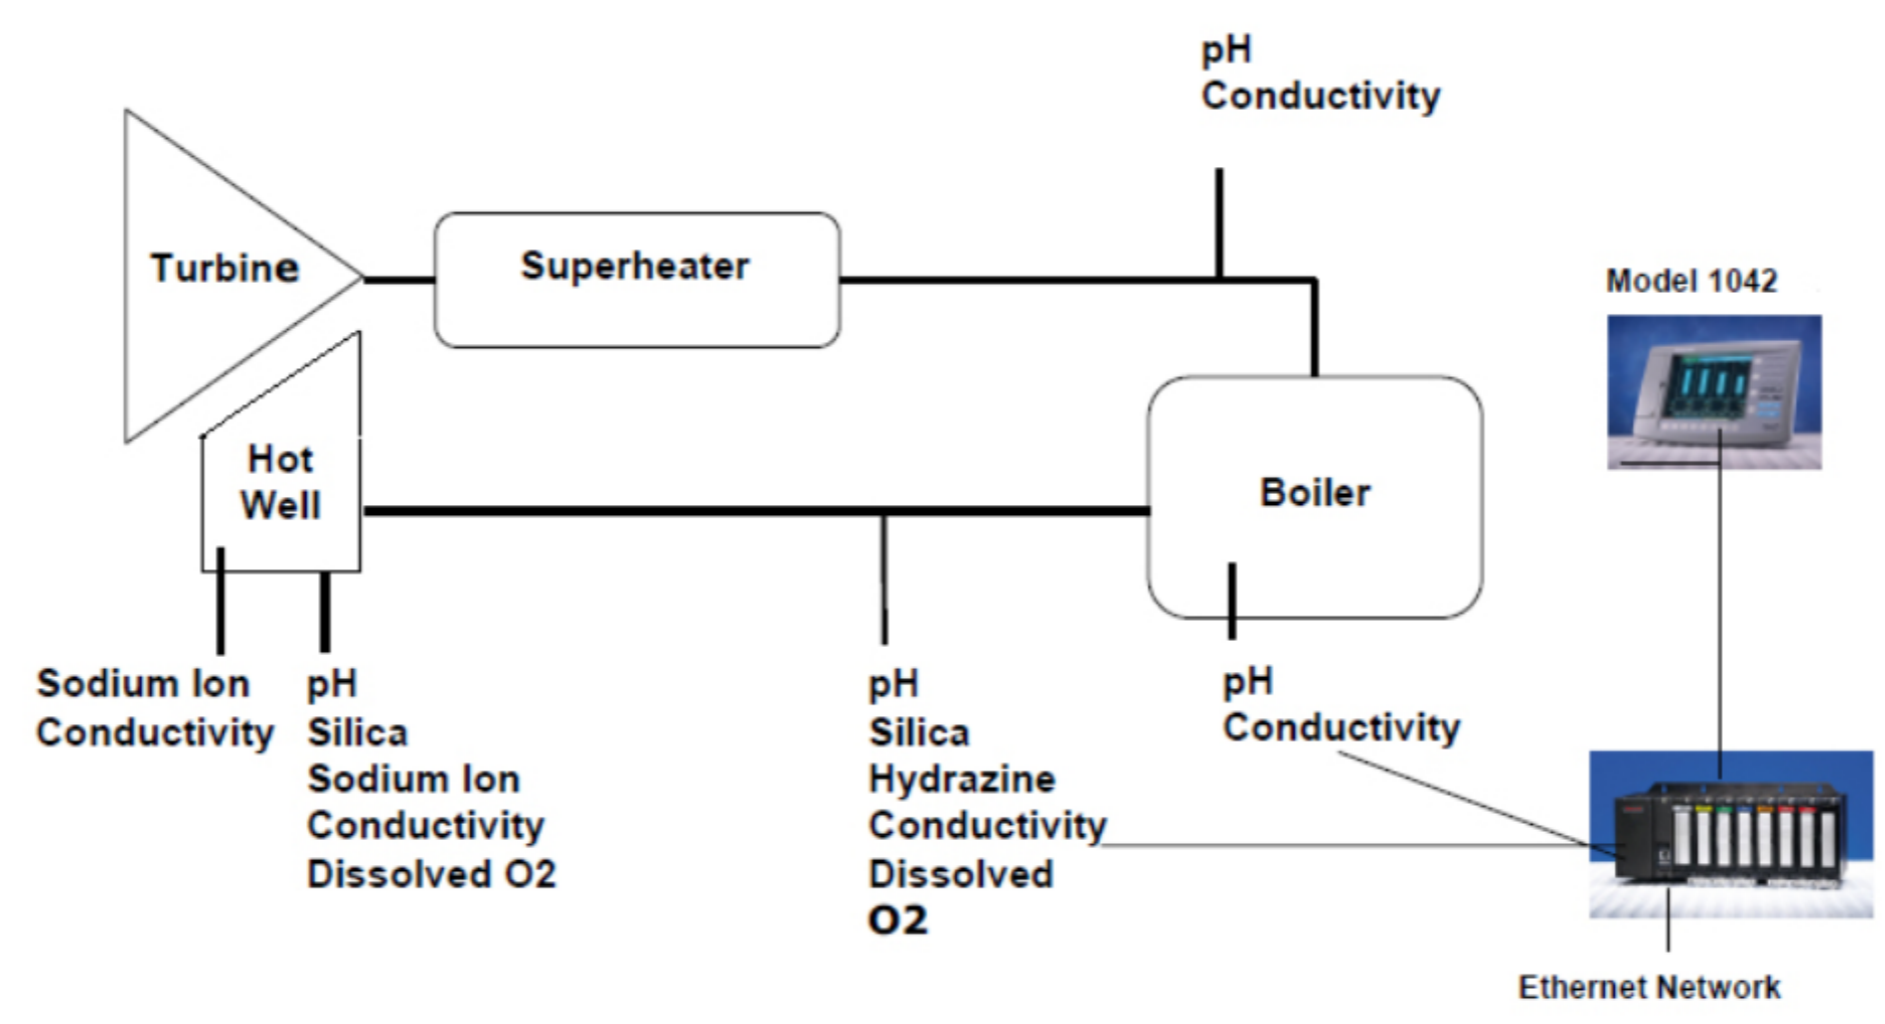 pH
Conductivity
Turbine
Superheater
Model 1042
Hot
Well
Boiler
Sodium Ion
Conductivity
pH
Silica
Sodium Ion
Conductivity
Dissolved O2
pH
Silica
Hydrazine
Conductivity
Dissolved
O2
pH
Conductivity
Ethernet Network